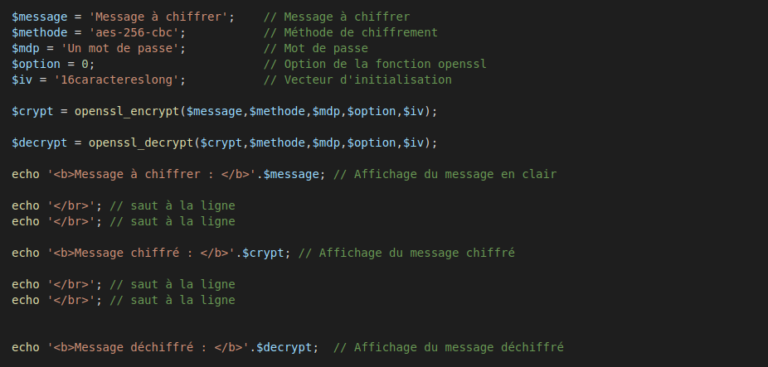 $message = 'Message à chiffrer';    // Message à chiffrer
$methode = 'aes-256-cbc';           // Méthode de chiffrement
$mdp = 'Un mot de passe';           // Mot de passe
$option = 0;                        // Option de la fonction openssl
$iv = '16caractereslong';           // Vecteur d'initialisation
$crypt = openssl_encrypt($message,$methode,$mdp,$option,$iv);
$decrypt = openssl_decrypt($crypt,$methode,$mdp,$option,$iv);
echo '<b>Message à chiffrer : </b>'.$message; // Affichage du message en clair
echo '</br>'; // saut à la ligne
echo '</br>'; // saut à la ligne
echo '<b>Message chiffré : </b>'.$crypt; // Affichage du message chiffré
echo '</br>'; // saut à la ligne
echo '</br>'; // saut à la ligne
echo '<b>Message déchiffré : </b>'.$decrypt;  // Affichage du message déchiffré